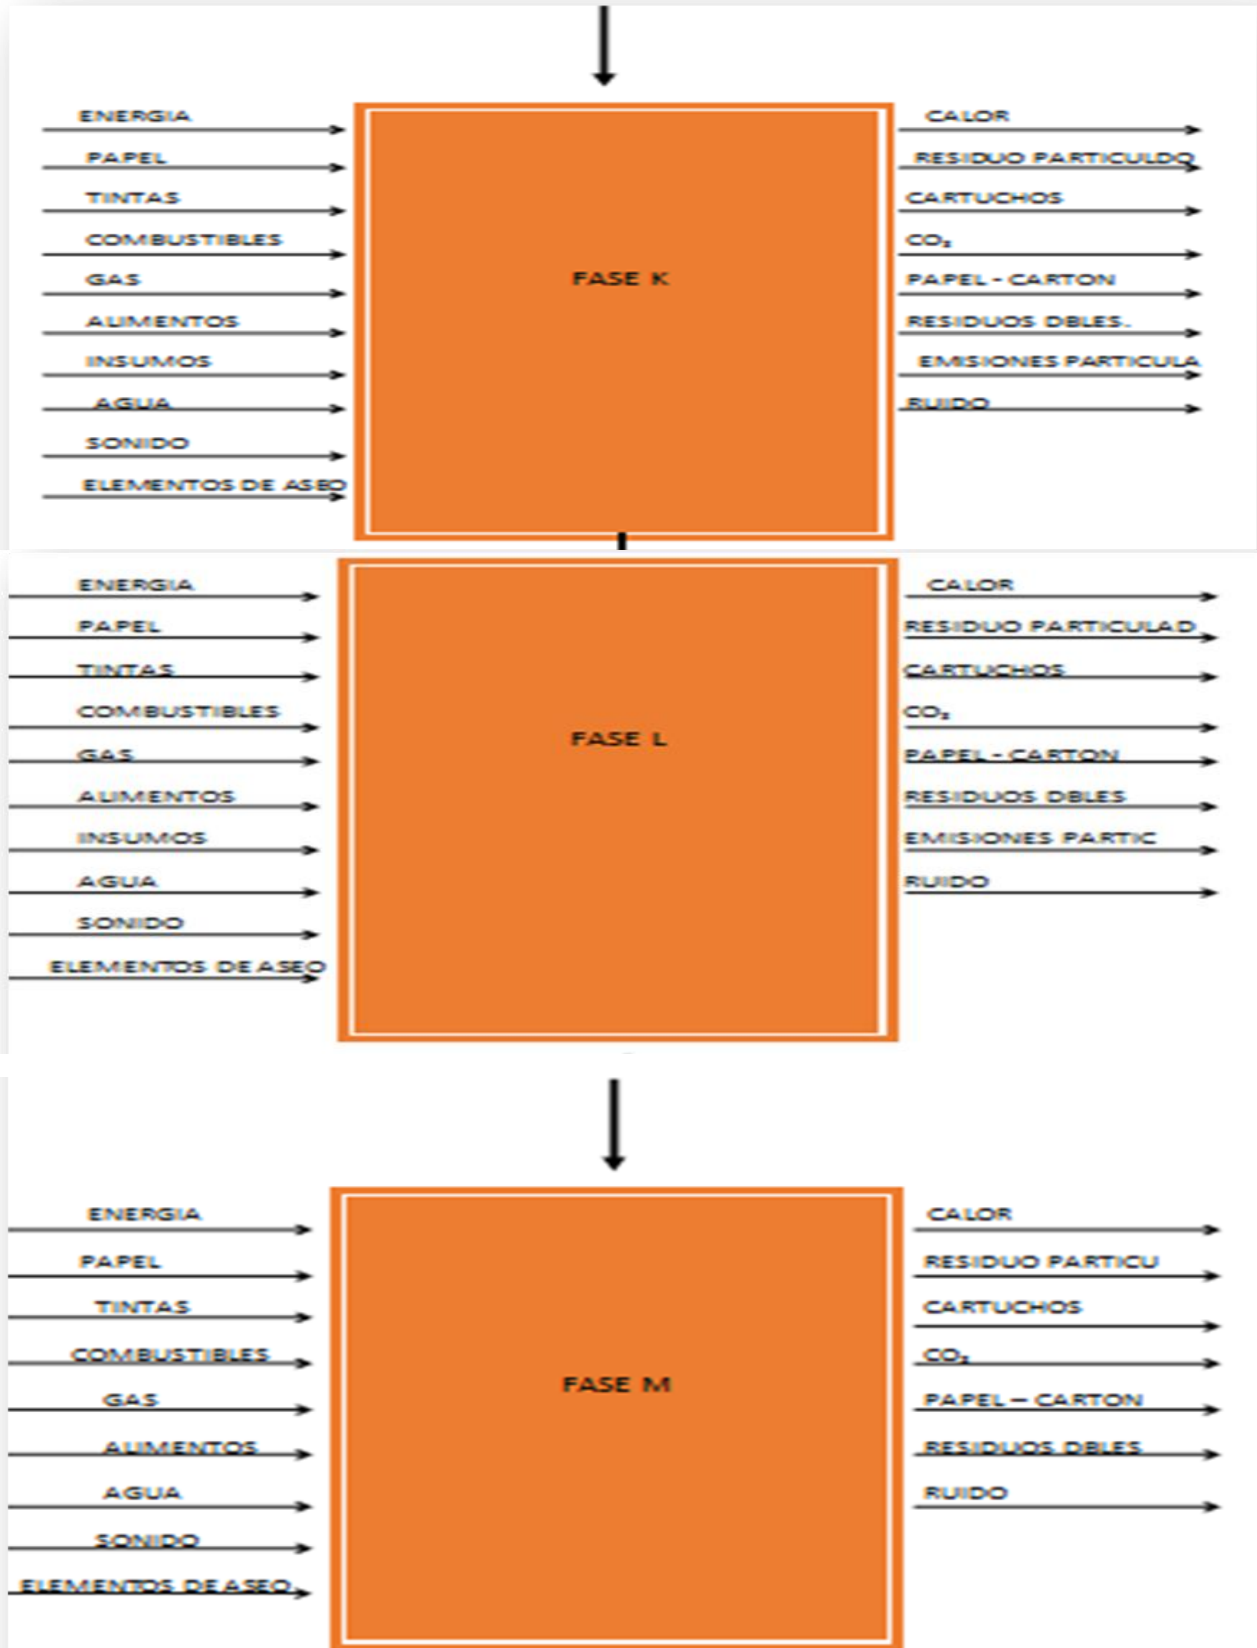 ENERGIA
PAPEL
TINTAS
COMBUSTIBLES
GAS
ALIMENTOS
INSUMOS
AGUA
SONIDO
ELEMENTOS DE ASEO
FASE K
CALOR
RESIDUO PARTICULDO
CARTUCHOS
CO₂
PAPEL - CARTON
RESIDUOS DBLES.
EMISIONES PARTICULA
RUIDO
ENERGIA
PAPEL
TINTAS
COMBUSTIBLES
GAS
ALIMENTOS
INSUMOS
AGUA
SONIDO
ELEMENTOS DE ASEO
FASE L
CALOR
RESIDUO PARTICULAD
CARTUCHOS
CO₂
PAPEL - CARTON
RESIDUOS DBLES
EMISIONES PARTIC
RUIDO
ENERGIA
PAPEL
TINTAS
COMBUSTIBLES
GAS
ALIMENTOS
AGUA
SONIDO
ELEMENTOS DE ASEO.
FASE M
CALOR
RESIDUO PARTICU
CARTUCHOS
CO₂
PAPEL – CARTON
RESIDUOS DBLES
RUIDO